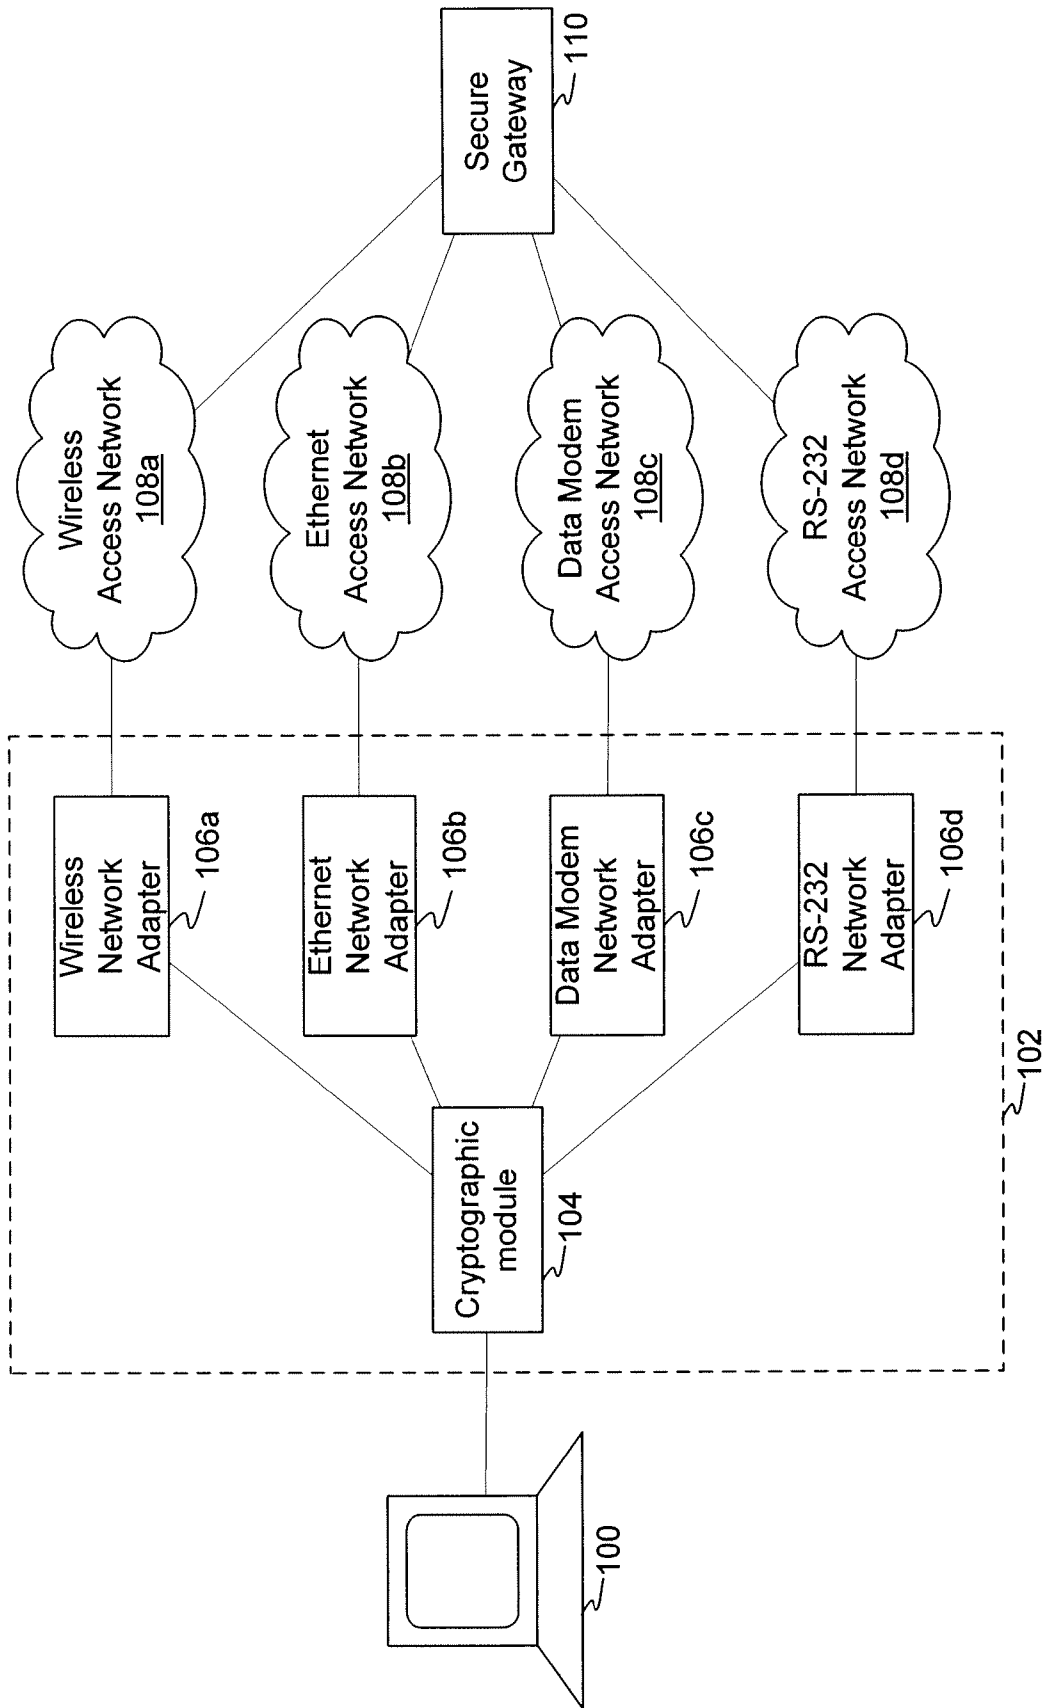 100
102
Cryptographic
module
104
Wireless
Network
Adapter
106a
Ethernet
Network
Adapter
106b
Data Modem
Network
Adapter
106c
RS-232
Network
Adapter
106d
Wireless
Access Network
108a
Ethernet
Access Network
108b
Data Modem
Access Network
108c
RS-232
Access Network
108d
Secure
Gateway
110